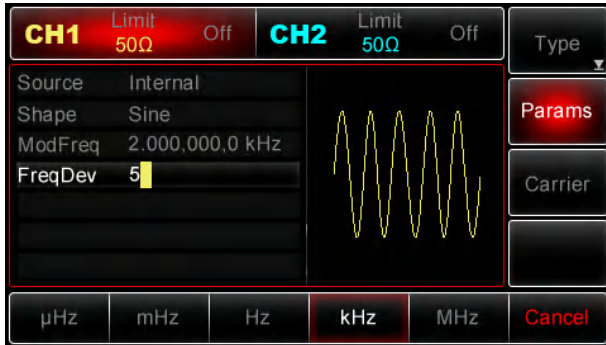 CH1 Limit Off
50Ω
CH2 Limit Off
50Ω
Type
Source Internal
Shape Sine
ModFreq 2.000,000,0 kHz
FreqDev 5
Params
Carrier
µHz mHz Hz kHz MHz Cancel